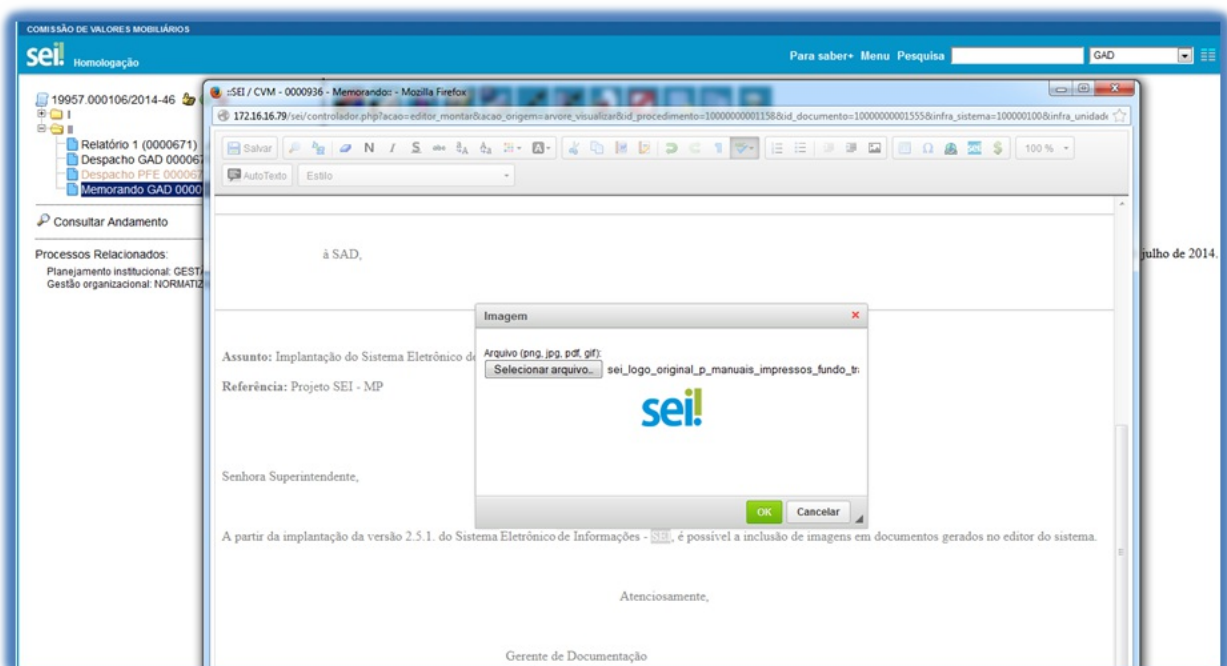 COMISSÃO DE VALORES MOBILIÁRIOS
sei! Homologação
Para saber+ Menu Pesquisa GAD
19957.000106/2014-46
::SEI / CVM - 0000936 - Memorando:: - Mozilla Firefox
172.16.16.79/sei/controlador.php?acao=editor_montar&acao_origem=arvore_visualizar&id_procedimento=10000000001158&id_documento=10000000001555&infra_sistema=100000100&infra_unidade
I
II
Relatório 1 (0000671)
Despacho GAD 000067
Despacho PFE 000067
Memorando GAD 0000
Consultar Andamento
Processos Relacionados:
Planejamento institucional: GEST
Gestão organizacional: NORMATIZ
Salvar N I S abc 100 %
AutoTexto Estilo
à SAD,
julho de 2014.
Imagem
Arquivo (png, jpg, pdf, gif):
Selecionar arquivo.. sei_logo_original_p_manuais_impressos_fundo_tr
sei!
OK Cancelar
Assunto: Implantação do Sistema Eletrônico de
Referência: Projeto SEI - MP
Senhora Superintendente,
A partir da implantação da versão 2.5.1. do Sistema Eletrônico de Informações - SEI, é possível a inclusão de imagens em documentos gerados no editor do sistema.
Atenciosamente,
Gerente de Documentação